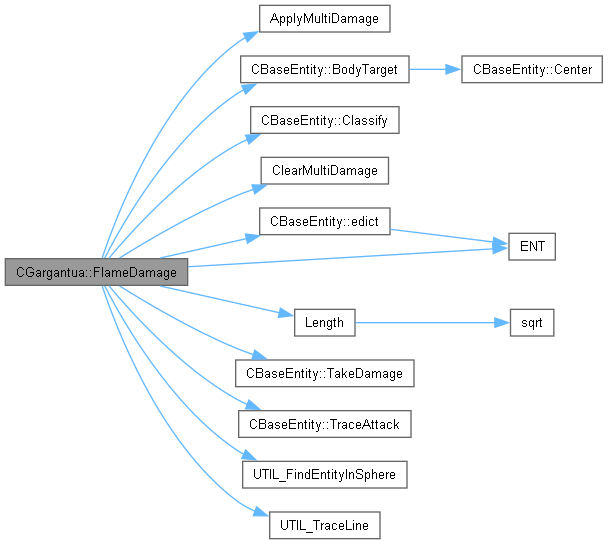 ApplyMultiDamage
CBaseEntity::BodyTarget
CBaseEntity::Center
CBaseEntity::Classify
ClearMultiDamage
CBaseEntity::edict
ENT
CGargantua::FlameDamage
Length
sqrt
CBaseEntity::TakeDamage
CBaseEntity::TraceAttack
UTIL_FindEntityInSphere
UTIL_TraceLine